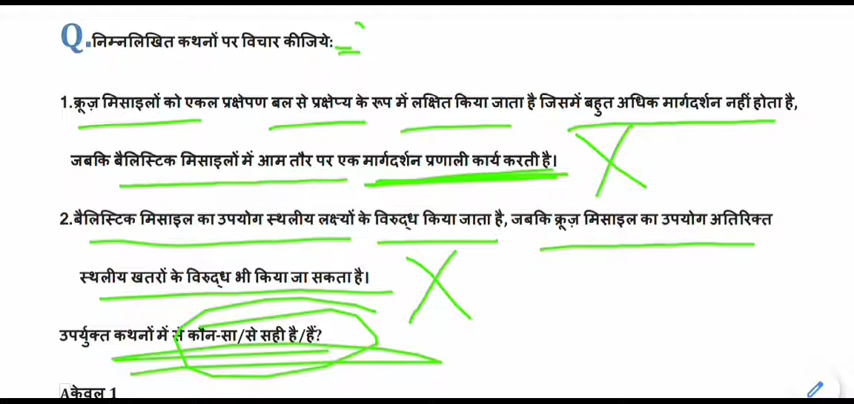 Q.निम्नलिखित कथनों पर विचार कीजिये:
1.क्रूज़ मिसाइलों को एकल प्रक्षेपण बल से प्रक्षेप्य के रूप में लक्षित किया जाता है जिसमें बहुत अधिक मार्गदर्शन नहीं होता है,
जबकि बैलिस्टिक मिसाइलों में आम तौर पर एक मार्गदर्शन प्रणाली कार्य करती है।
2.बैलिस्टिक मिसाइल का उपयोग स्थलीय लक्ष्यों के विरुद्ध किया जाता है, जबकि क्रूज़ मिसाइल का उपयोग अतिरिक्त
स्थलीय खतरों के विरुद्ध भी किया जा सकता है।
उपर्युक्त कथनों में से कौन-सा/से सही है/हैं?
Aकेवल 1